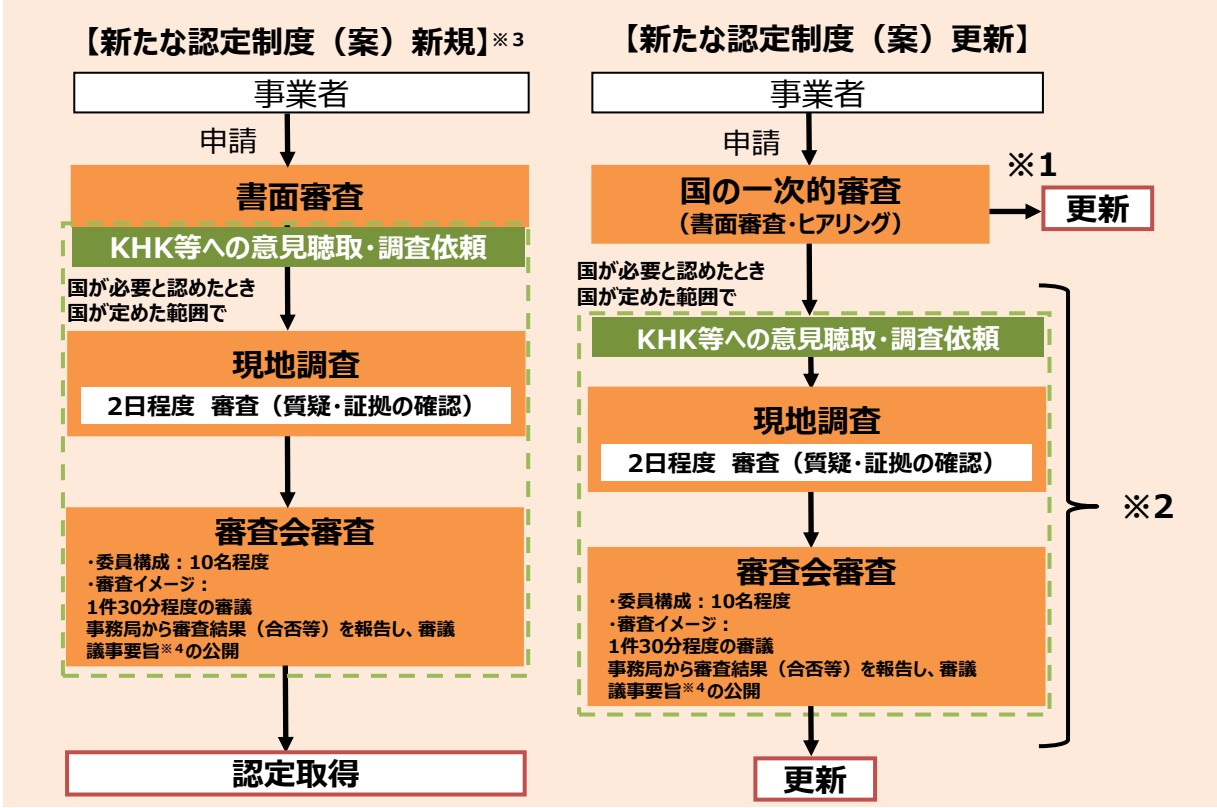 【新たな認定制度（案）新規】※3
事業者
申請
書面審査
KHK等への意見聴取・調査依頼
国が必要と認めたとき
国が定めた範囲で
現地調査
2日程度 審査（質疑・証拠の確認）
審査会審査
・委員構成：10名程度
・審査イメージ：
1件30分程度の審議
事務局から審査結果（合否等）を報告し、審議
議事要旨※4の公開
認定取得
【新たな認定制度（案）更新】
事業者
申請
国の一次的審査
（書面審査・ヒアリング）
※1
更新
国が必要と認めたとき
国が定めた範囲で
KHK等への意見聴取・調査依頼
現地調査
2日程度 審査（質疑・証拠の確認）
※2
審査会審査
・委員構成：10名程度
・審査イメージ：
1件30分程度の審議
事務局から審査結果（合否等）を報告し、審議
議事要旨※4の公開
更新